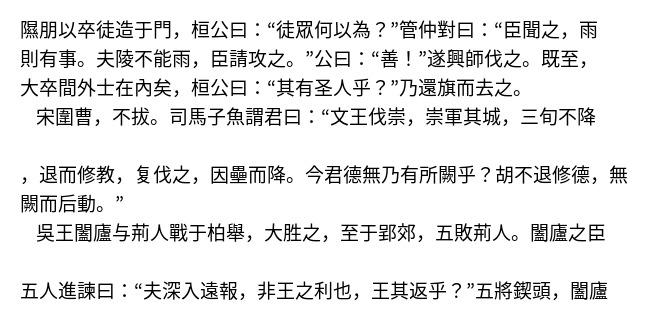 隰朋以卒徒造于門，桓公曰：“徒眾何以為？”管仲對曰：“臣聞之，雨
則有事。夫陵不能雨，臣請攻之。”公曰：“善！”遂興師伐之。既至，
大卒間外士在內矣，桓公曰：“其有圣人乎？”乃還旗而去之。
宋圍曹，不拔。司馬子魚謂君曰：“文王伐崇，崇軍其城，三旬不降
，退而修教，复伐之，因壘而降。今君德無乃有所闕乎？胡不退修德，無
闕而后動。”
吳王闔廬与荊人戰于柏舉，大胜之，至于郢郊，五敗荊人。闔廬之臣
五人進諫曰：“夫深入遠報，非王之利也，王其返乎？”五將鍥頭，闔廬